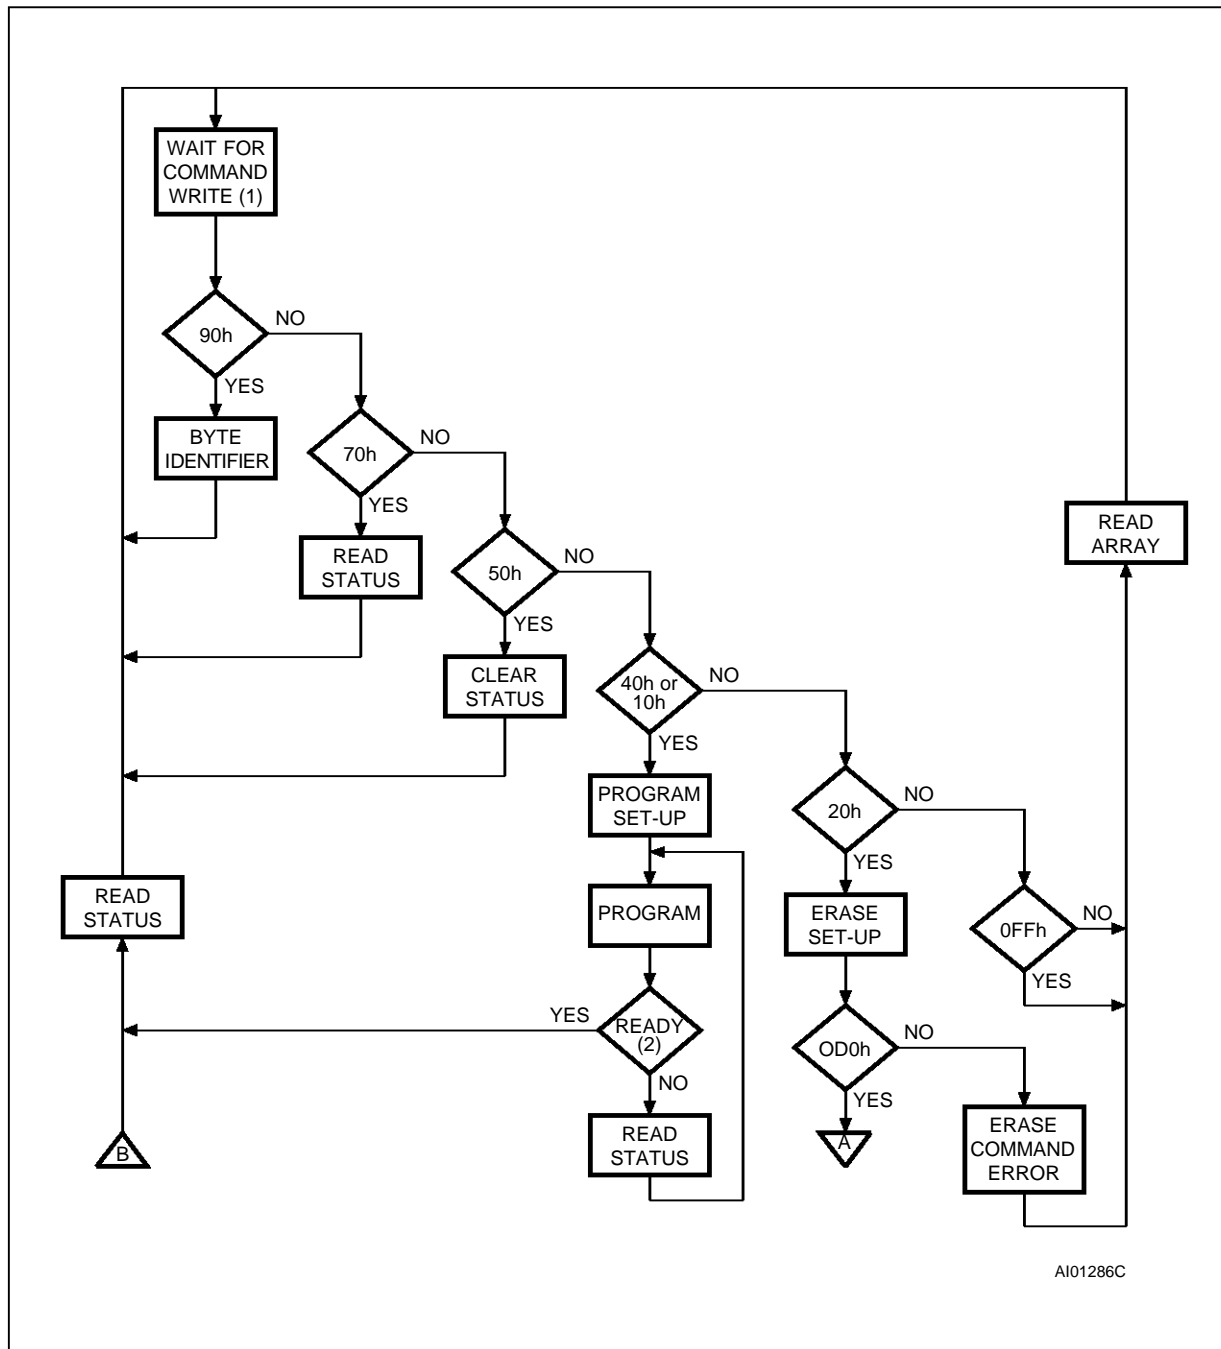 WAIT FOR
COMMAND
WRITE (1)
90h
NO
YES
BYTE
IDENTIFIER
70h
NO
YES
READ
STATUS
50h
NO
YES
CLEAR
STATUS
40h or
10h
NO
YES
PROGRAM
SET-UP
PROGRAM
READY
(2)
YES
NO
READ
STATUS
20h
NO
YES
ERASE
SET-UP
OD0h
NO
YES
A
ERASE
COMMAND
ERROR
0FFh
NO
YES
READ
ARRAY
READ
STATUS
B
AI01286C